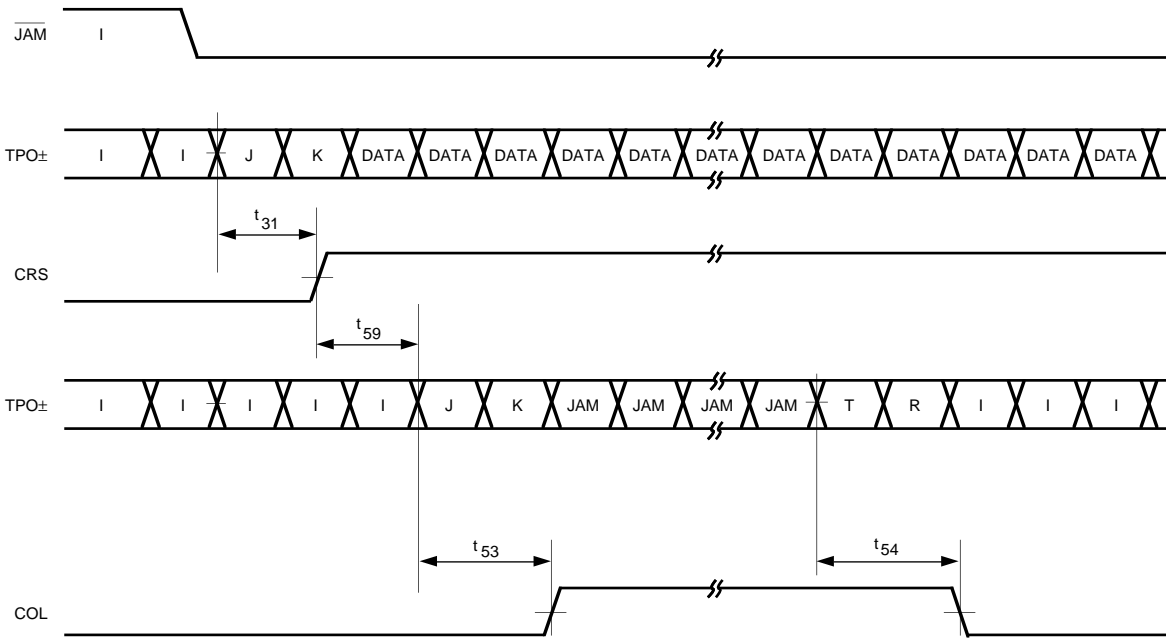 JAM I
TPO± I I J K DATA DATA DATA DATA DATA DATA DATA DATA DATA DATA DATA DATA
t31
CRS
t59
TPO± I I I I I J K JAM JAM JAM JAM T R I I I
t53 t54
COL